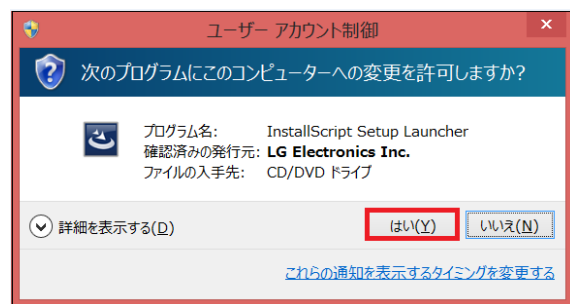 ユーザー アカウント制御
次のプログラムにこのコンピューターへの変更を許可しますか?
プログラム名: InstallScript Setup Launcher
確認済みの発行元: LG Electronics Inc.
ファイルの入手先: CD/DVD ドライブ
詳細を表示する(D) はい(Y) いいえ(N)
これらの通知を表示するタイミングを変更する